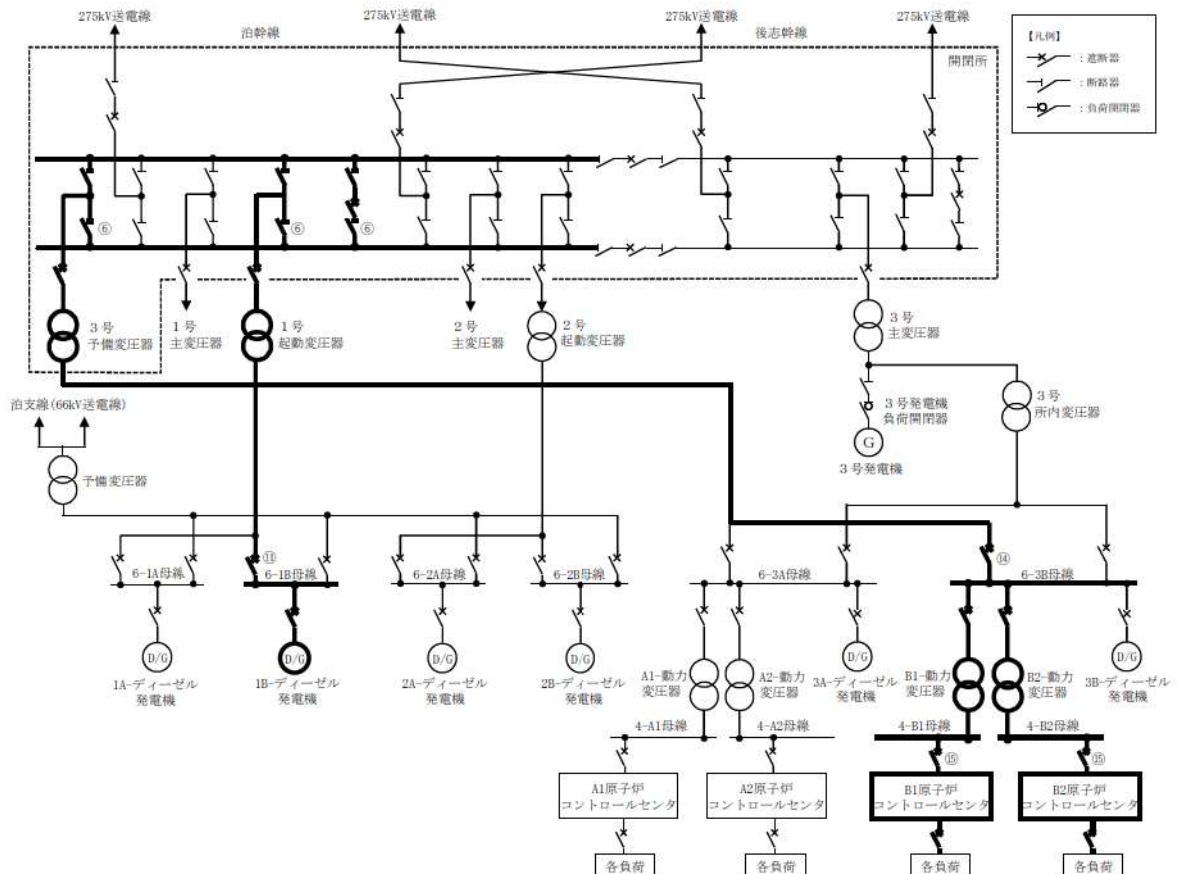 275kV送電線
275kV送電線
275kV送電線
275kV送電線
泊幹線
後志幹線
【凡例】
:遮断器
:断路器
:負荷開閉器
開閉所
⑥
⑥
⑥
3号
予備変圧器
1号
主変圧器
1号
起動変圧器
2号
主変圧器
2号
起動変圧器
3号
主変圧器
3号発電機
負荷開閉器
G
3号発電機
3号
所内変圧器
泊支線(66kV送電線)
予備変圧器
⑪
⑭
6-1A母線
6-1B母線
6-2A母線
6-2B母線
6-3A母線
6-3B母線
D/G
1A-ディーゼル
発電機
D/G
1B-ディーゼル
発電機
D/G
2A-ディーゼル
発電機
D/G
2B-ディーゼル
発電機
A1-動力
変圧器
A2-動力
変圧器
D/G
3A-ディーゼル
発電機
B1-動力
変圧器
B2-動力
変圧器
D/G
3B-ディーゼル
発電機
4-A1母線
4-A2母線
4-B1母線
4-B2母線
⑮
⑮
A1原子炉
コントロールセンタ
A2原子炉
コントロールセンタ
B1原子炉
コントロールセンタ
B2原子炉
コントロールセンタ
各負荷
各負荷
各負荷
各負荷